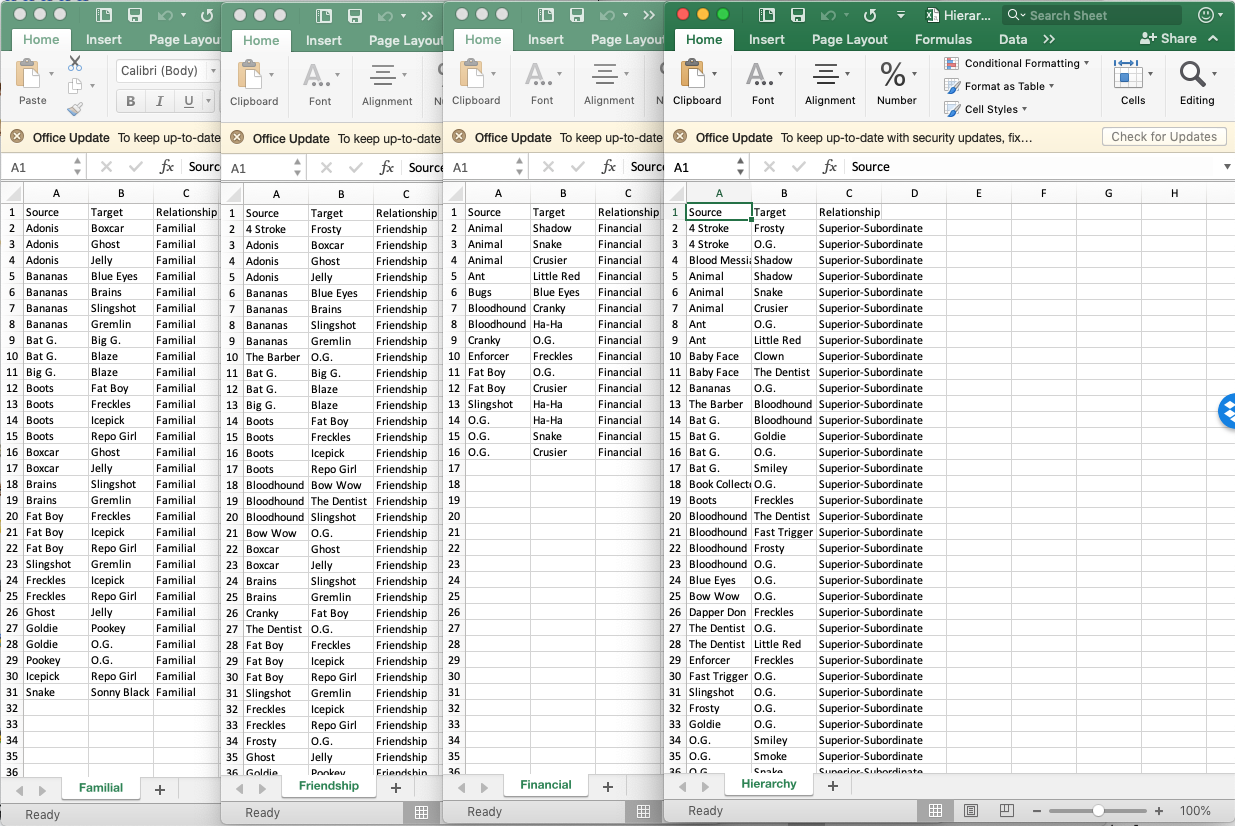 Home Insert Page Layou
Calibri (Body)
Paste
B I U
Office Update To keep up-to-date
A1 fx Sourc
A B C
1 Source Target Relationship
2 Adonis Boxcar Familial
3 Adonis Ghost Familial
4 Adonis Jelly Familial
5 Bananas Blue Eyes Familial
6 Bananas Brains Familial
7 Bananas Slingshot Familial
8 Bananas Gremlin Familial
9 Bat G. Big G. Familial
10 Bat G. Blaze Familial
11 Big G. Blaze Familial
12 Boots Fat Boy Familial
13 Boots Freckles Familial
14 Boots Icepick Familial
15 Boots Repo Girl Familial
16 Boxcar Ghost Familial
17 Boxcar Jelly Familial
18 Brains Slingshot Familial
19 Brains Gremlin Familial
20 Fat Boy Freckles Familial
21 Fat Boy Icepick Familial
22 Fat Boy Repo Girl Familial
23 Slingshot Gremlin Familial
24 Freckles Icepick Familial
25 Freckles Repo Girl Familial
26 Ghost Jelly Familial
27 Goldie Pookey Familial
28 Goldie O.G. Familial
29 Pookey O.G. Familial
30 Icepick Repo Girl Familial
31 Snake Sonny Black Familial
32
33
34
35
36
Familial +
Ready
Home Insert Page Layou
Clipboard Font Alignment N
Office Update To keep up-to-date
A1 fx Source
A B C
1 Source Target Relationship
2 4 Stroke Frosty Friendship
3 Adonis Boxcar Friendship
4 Adonis Ghost Friendship
5 Adonis Jelly Friendship
6 Bananas Blue Eyes Friendship
7 Bananas Brains Friendship
8 Bananas Slingshot Friendship
9 Bananas Gremlin Friendship
10 The Barber O.G. Friendship
11 Bat G. Big G. Friendship
12 Bat G. Blaze Friendship
13 Big G. Blaze Friendship
14 Boots Fat Boy Friendship
15 Boots Freckles Friendship
16 Boots Icepick Friendship
17 Boots Repo Girl Friendship
18 Bloodhound Bow Wow Friendship
19 Bloodhound The Dentist Friendship
20 Bloodhound Slingshot Friendship
21 Bow Wow O.G. Friendship
22 Boxcar Ghost Friendship
23 Boxcar Jelly Friendship
24 Brains Slingshot Friendship
25 Brains Gremlin Friendship
26 Cranky Fat Boy Friendship
27 The Dentist O.G. Friendship
28 Fat Boy Freckles Friendship
29 Fat Boy Icepick Friendship
30 Fat Boy Repo Girl Friendship
31 Slingshot Gremlin Friendship
32 Freckles Icepick Friendship
33 Freckles Repo Girl Friendship
34 Frosty O.G. Friendship
35 Ghost Jelly Friendship
36 Goldie Pookey Friendship
Friendship +
Ready
Home Insert Page Layou
Clipboard Font Alignment N
Office Update To keep up-to-date
A1 fx Sourc
A B C
1 Source Target Relationship
2 Animal Shadow Financial
3 Animal Snake Financial
4 Animal Crusier Financial
5 Ant Little Red Financial
6 Bugs Blue Eyes Financial
7 Bloodhound Cranky Financial
8 Bloodhound Ha-Ha Financial
9 Cranky O.G. Financial
10 Enforcer Freckles Financial
11 Fat Boy O.G. Financial
12 Fat Boy Crusier Financial
13 Slingshot Ha-Ha Financial
14 O.G. Ha-Ha Financial
15 O.G. Snake Financial
16 O.G. Crusier Financial
17
18
19
20
21
22
23
24
25
26
27
28
29
30
31
32
33
34
35
36
Financial +
Ready
Hierar... Search Sheet
Home Insert Page Layout Formulas Data Share
Clipboard Font Alignment % Number Cells Editing
Conditional Formatting
Format as Table
Cell Styles
Office Update To keep up-to-date with security updates, fix… Check for Updates
A1 fx Source
A B C D E F G H
1 Source Target Relationship
2 4 Stroke Frosty Superior-Subordinate
3 4 Stroke O.G. Superior-Subordinate
4 Blood Messi Shadow Superior-Subordinate
5 Animal Shadow Superior-Subordinate
6 Animal Snake Superior-Subordinate
7 Animal Crusier Superior-Subordinate
8 Ant O.G. Superior-Subordinate
9 Ant Little Red Superior-Subordinate
10 Baby Face Clown Superior-Subordinate
11 Baby Face The Dentist Superior-Subordinate
12 Bananas O.G. Superior-Subordinate
13 The Barber Bloodhound Superior-Subordinate
14 Bat G. Bloodhound Superior-Subordinate
15 Bat G. Goldie Superior-Subordinate
16 Bat G. O.G. Superior-Subordinate
17 Bat G. Smiley Superior-Subordinate
18 Book Collect O.G. Superior-Subordinate
19 Boots Freckles Superior-Subordinate
20 Bloodhound The Dentist Superior-Subordinate
21 Bloodhound Fast Trigger Superior-Subordinate
22 Bloodhound Frosty Superior-Subordinate
23 Bloodhound O.G. Superior-Subordinate
24 Blue Eyes O.G. Superior-Subordinate
25 Bow Wow O.G. Superior-Subordinate
26 Dapper Don Freckles Superior-Subordinate
27 The Dentist O.G. Superior-Subordinate
28 The Dentist Little Red Superior-Subordinate
29 Enforcer Freckles Superior-Subordinate
30 Fast Trigger O.G. Superior-Subordinate
31 Slingshot O.G. Superior-Subordinate
32 Frosty O.G. Superior-Subordinate
33 Goldie O.G. Superior-Subordinate
34 O.G. Smiley Superior-Subordinate
35 O.G. Smoke Superior-Subordinate
36 O.G. Snake Superior-Subordinate
Hierarchy +
Ready 100%